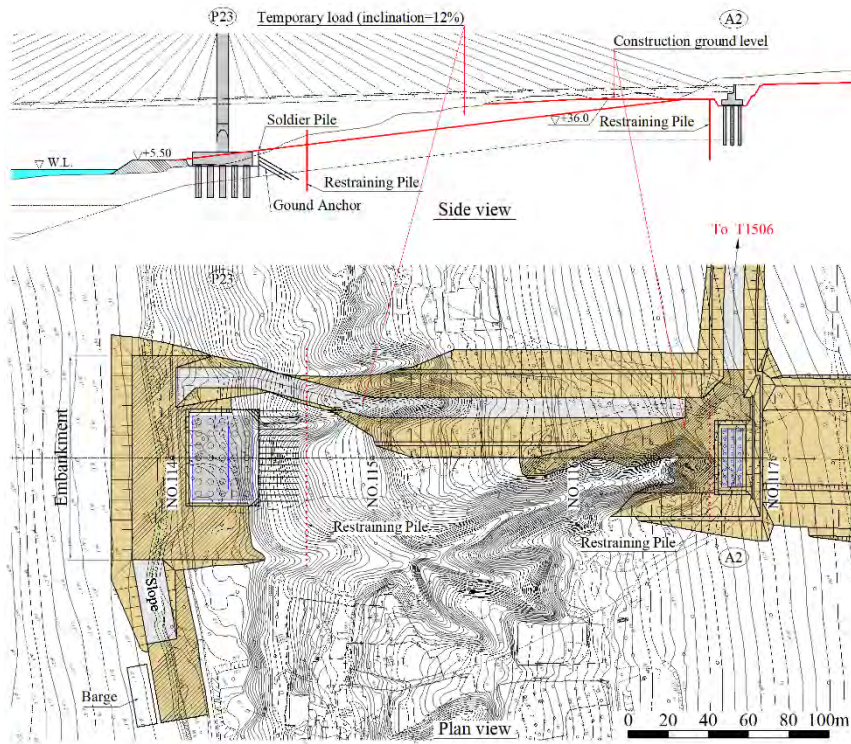 P23
Temporary load (inclination=12%)
A2
Construction ground level
Soldier Pile
+36.0
Restraining Pile
W.L.
+5.50
Restraining Pile
Gound Anchor
Side view
To T1506
P23
Embankment
NO.114
NO.115
NO.117
Restraining Pile
Restraining Pile
A2
Slope
Barge
Plan view
0 20 40 60 80 100m